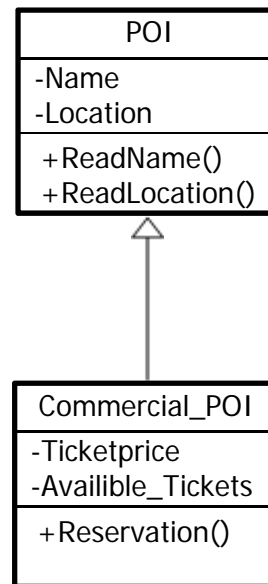 POI
-Name
-Location
+ReadName()
+ReadLocation()
Commercial_POI
-Ticketprice
-Availible_Tickets
+Reservation()